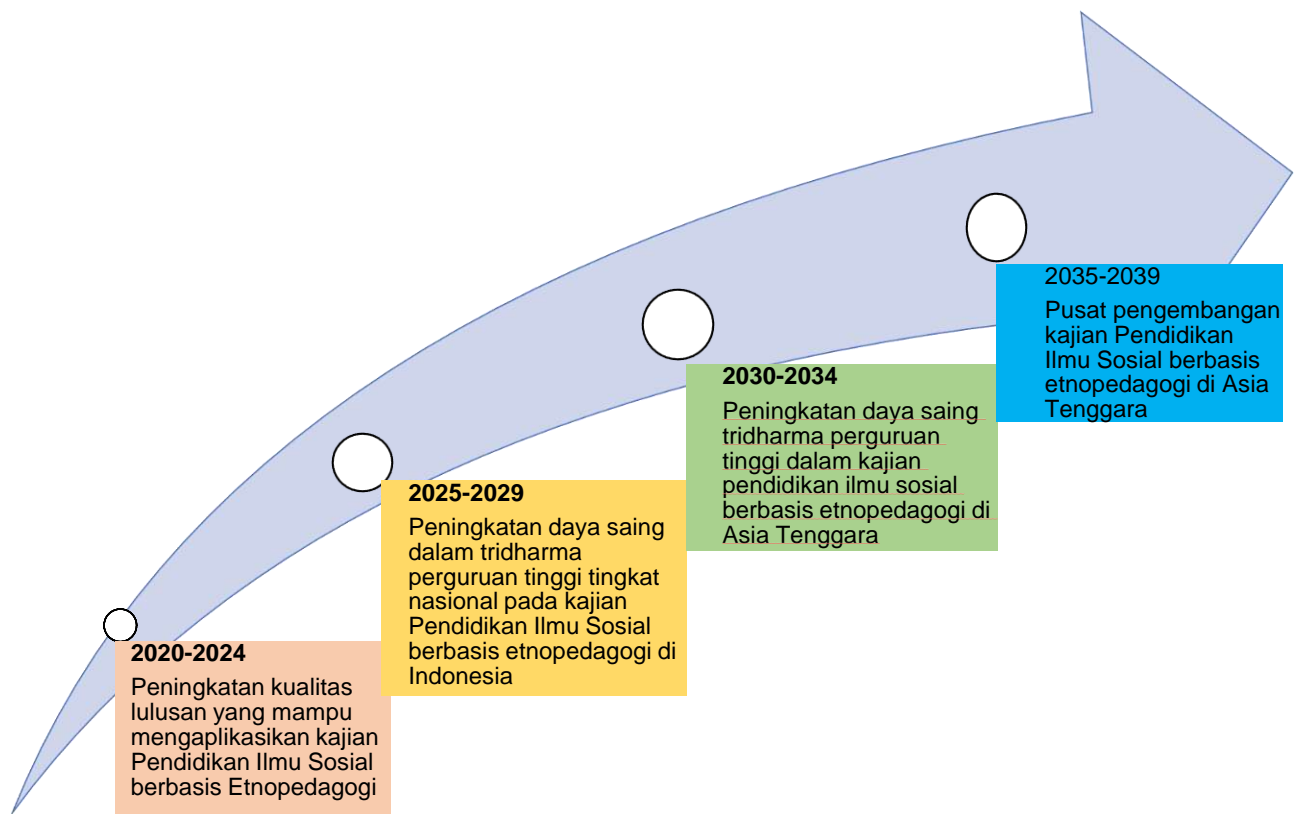 2020-2024
Peningkatan kualitas
lulusan yang mampu
mengaplikasikan kajian
Pendidikan Ilmu Sosial
berbasis Etnopedagogi
2025-2029
Peningkatan daya saing
dalam tridharma
perguruan tinggi tingkat
nasional pada kajian
Pendidikan Ilmu Sosial
berbasis etnopedagogi di
Indonesia
2030-2034
Peningkatan daya saing
tridharma perguruan
tinggi dalam kajian
pendidikan ilmu sosial
berbasis etnopedagogi di
Asia Tenggara
2035-2039
Pusat pengembangan
kajian Pendidikan
Ilmu Sosial berbasis
etnopedagogi di Asia
Tenggara